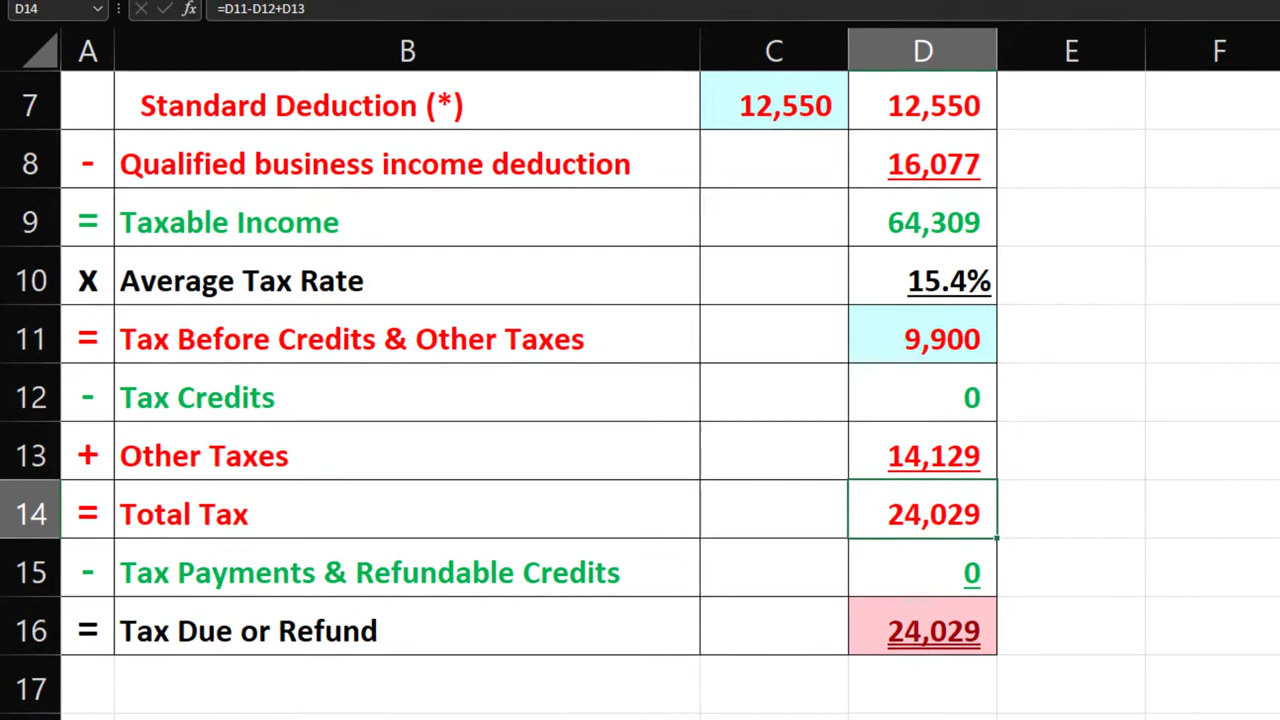 D14 fx =D11-D12+D13
A B C D E F
7 Standard Deduction (*) 12,550 12,550
8 - Qualified business income deduction 16,077
9 = Taxable Income 64,309
10 x Average Tax Rate 15.4%
11 = Tax Before Credits & Other Taxes 9,900
12 - Tax Credits 0
13 + Other Taxes 14,129
14 = Total Tax 24,029
15 - Tax Payments & Refundable Credits 0
16 = Tax Due or Refund 24,029
17